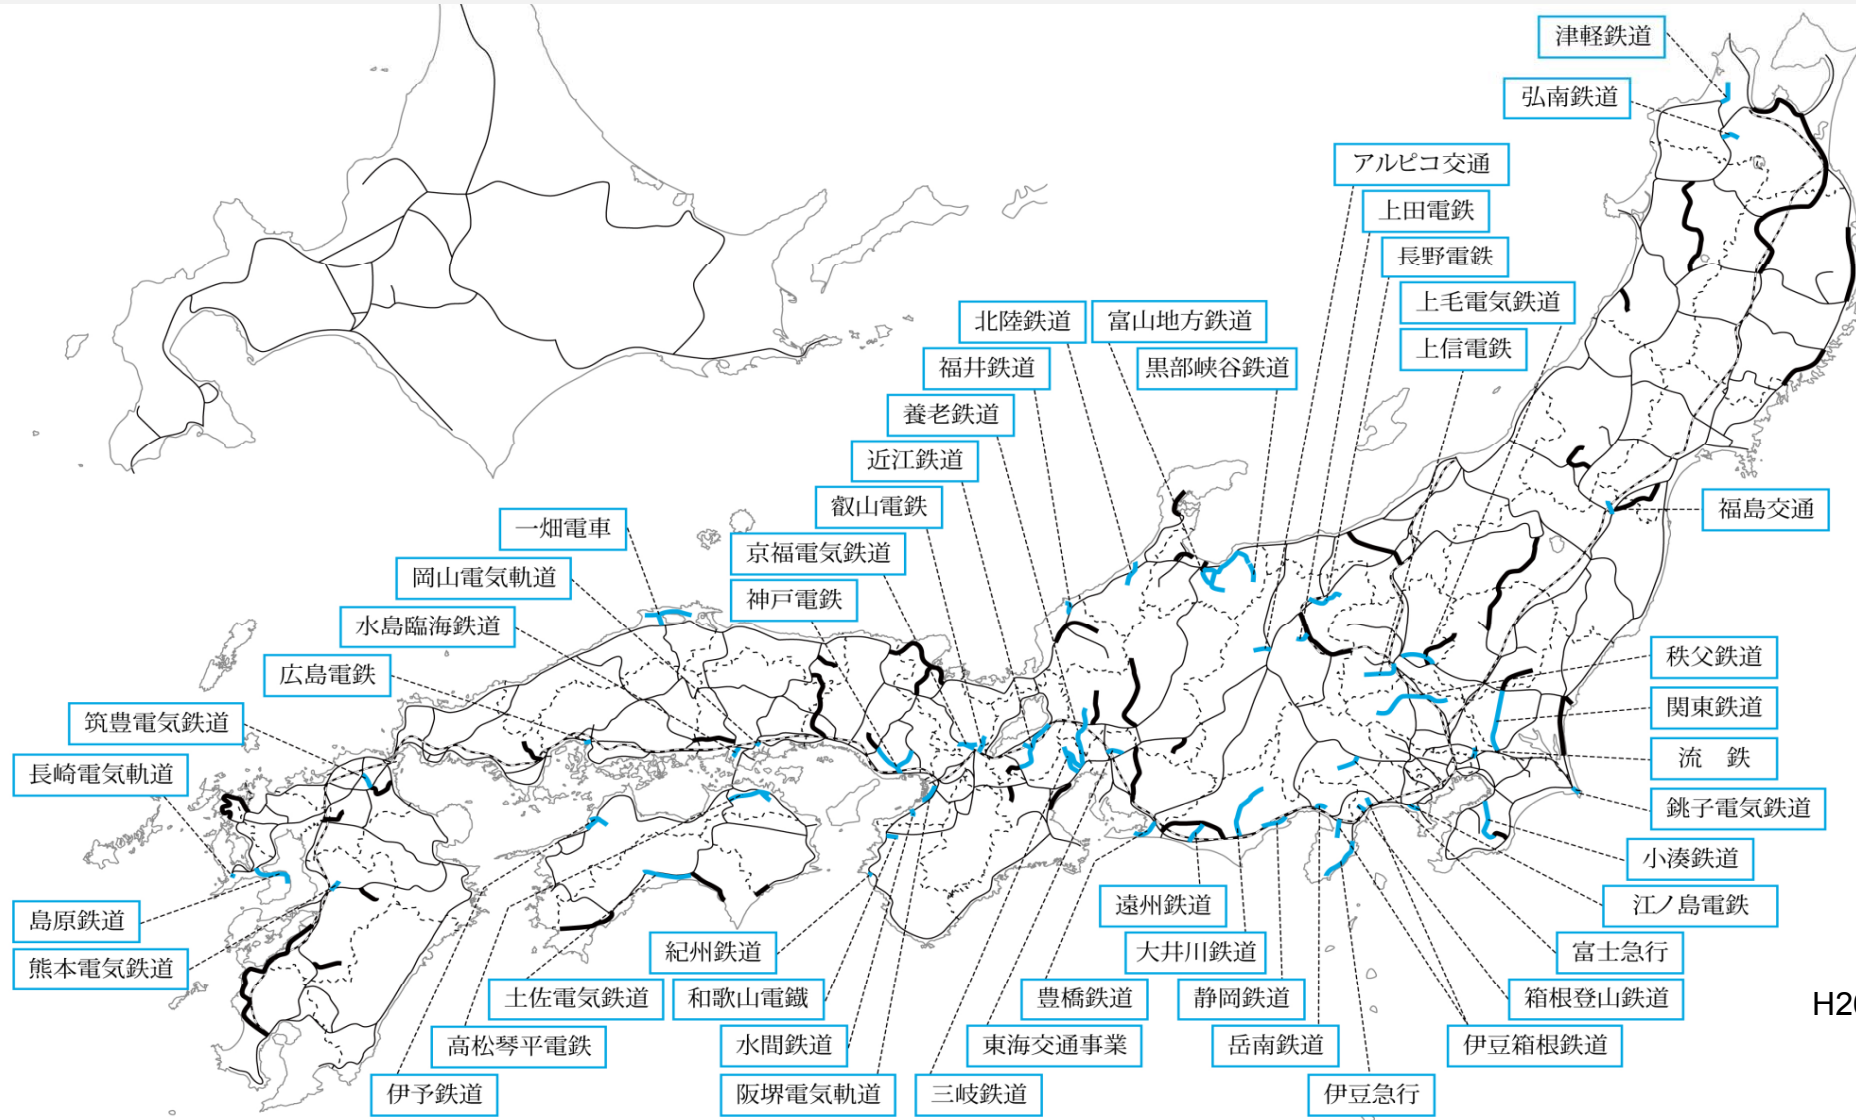 津軽鉄道
弘南鉄道
アルピコ交通
上田電鉄
長野電鉄
上毛電気鉄道
上信電鉄
北陸鉄道
富山地方鉄道
福井鉄道
黒部峡谷鉄道
養老鉄道
近江鉄道
叡山電鉄
福島交通
一畑電車
京福電気鉄道
岡山電気軌道
神戸電鉄
水島臨海鉄道
広島電鉄
筑豊電気鉄道
長崎電気軌道
秩父鉄道
関東鉄道
流 鉄
銚子電気鉄道
小湊鉄道
江ノ島電鉄
島原鉄道
熊本電気鉄道
紀州鉄道
遠州鉄道
大井川鉄道
富士急行
土佐電気鉄道
和歌山電鐵
豊橋鉄道
静岡鉄道
箱根登山鉄道
高松琴平電鉄
水間鉄道
東海交通事業
岳南鉄道
伊豆箱根鉄道
伊予鉄道
阪堺電気軌道
三岐鉄道
伊豆急行